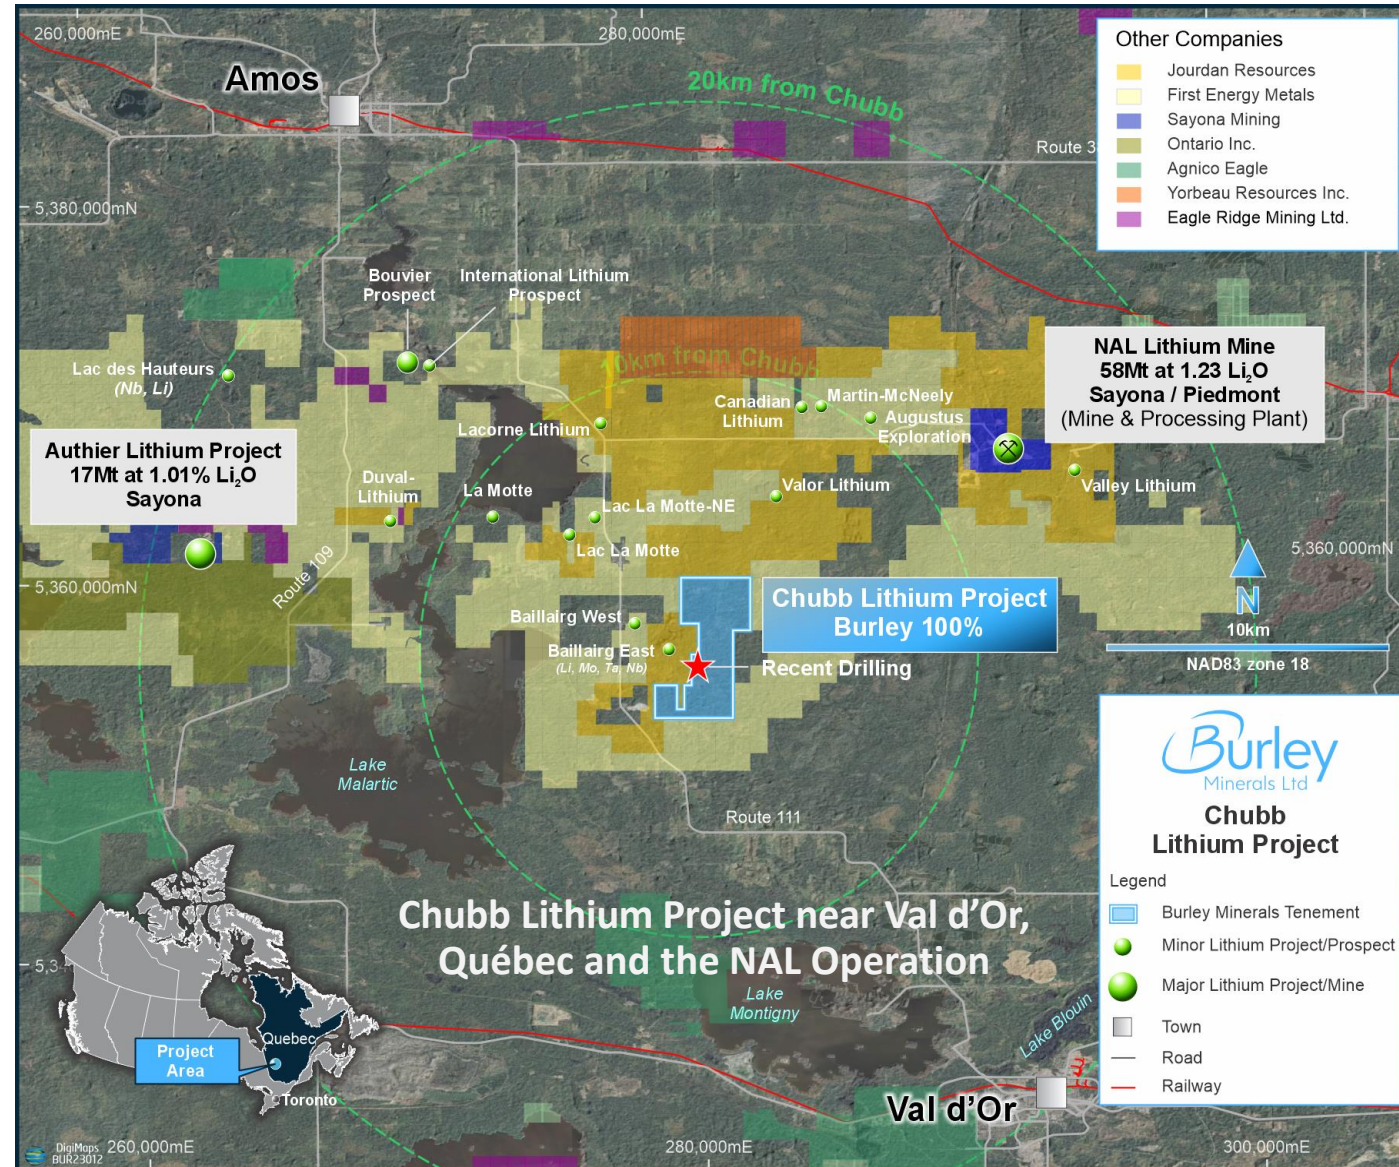 260,000mE
280,000mE
Amos
20km from Chubb
Route 3
5,380,000mN
Other Companies
Jourdan Resources
First Energy Metals
Sayona Mining
Ontario Inc.
Agnico Eagle
Yorbeau Resources Inc.
Eagle Ridge Mining Ltd.
Bouvier
Prospect
International Lithium
Prospect
10km from Chubb
Lac des Hauteurs
(Nb, Li)
NAL Lithium Mine
58Mt at 1.23 Li₂O
Sayona / Piedmont
(Mine & Processing Plant)
Canadian
Lithium
Martin-McNeely
Augustus
Exploration
Lacorne Lithium
Authier Lithium Project
17Mt at 1.01% Li₂O
Sayona
Duval-
Lithium
La Motte
Valor Lithium
Valley Lithium
Lac La Motte-NE
Lac La Motte
5,360,000mN
5,360,000mN
Route 109
N
10km
NAD83 zone 18
Chubb Lithium Project
Burley 100%
Baillairg West
Baillairg East
(Li, Mo, Ta, Nb)
Recent Drilling
Lake
Malartic
Route 111
Burley
Minerals Ltd
Chubb
Lithium Project
Legend
Burley Minerals Tenement
Minor Lithium Project/Prospect
Major Lithium Project/Mine
Town
Road
Railway
Chubb Lithium Project near Val d'Or,
Québec and the NAL Operation
5,3
Lake
Montigny
Lake Blouin
Quebec
Project
Area
Toronto
Val d'Or
DigiMaps
BUR23012
260,000mE
280,000mE
300,000mE